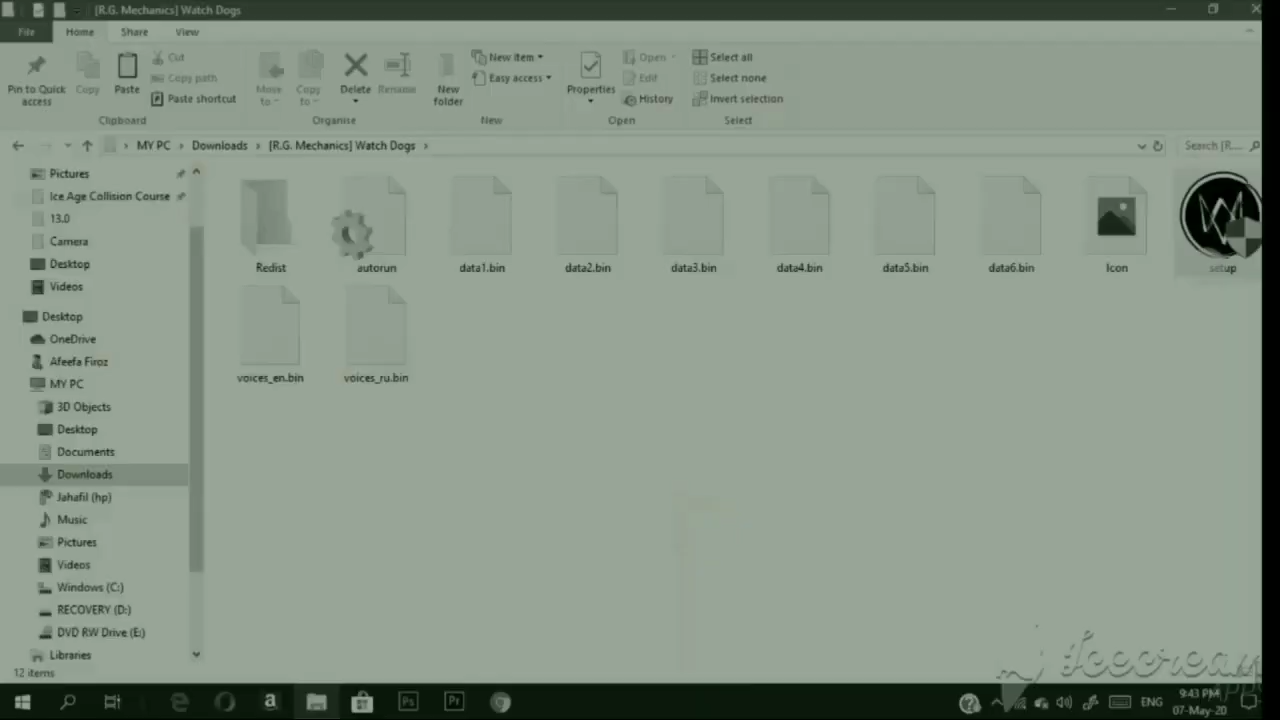 [R.G. Mechanics] Watch Dogs
File Home Share View
Pin to Quick access
Copy
Paste
Cut
Copy path
Paste shortcut
Clipboard
Move to
Copy to
Delete
Rename
Organise
New folder
New item
Easy access
New
Properties
Open
Edit
History
Open
Select all
Select none
Invert selection
Select
MY PC > Downloads > [R.G. Mechanics] Watch Dogs >
Search [R...
Pictures
Ice Age Collision Course
13.0
Camera
Desktop
Videos
Desktop
OneDrive
Afeefa Firoz
MY PC
3D Objects
Desktop
Documents
Downloads
Jahafil (hp)
Music
Pictures
Videos
Windows (C:)
RECOVERY (D:)
DVD RW Drive (E:)
Libraries
Redist
autorun
data1.bin
data2.bin
data3.bin
data4.bin
data5.bin
data6.bin
Icon
setup
voices_en.bin
voices_ru.bin
12 items
Icecream
a
Ps
Pr
ENG
9:43 PM
07-May-20